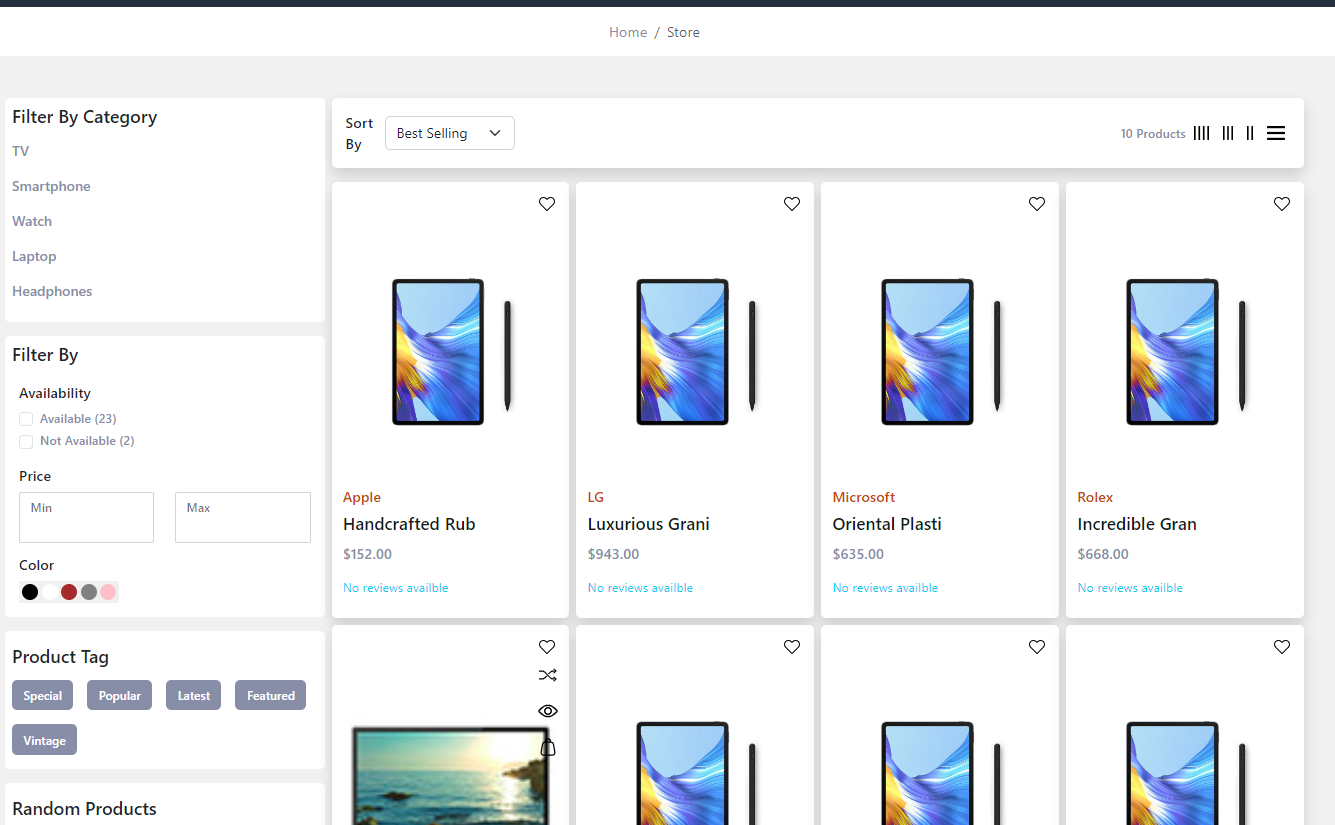 Home / Store
Filter By Category
TV
Smartphone
Watch
Laptop
Headphones
Filter By
Availability
Available (23)
Not Available (2)
Price
Min
Max
Color
Product Tag
Special
Popular
Latest
Featured
Vintage
Random Products
Sort
By
Best Selling
10 Products
Apple
Handcrafted Rub
$152.00
No reviews availble
LG
Luxurious Grani
$943.00
No reviews availble
Microsoft
Oriental Plasti
$635.00
No reviews availble
Rolex
Incredible Gran
$668.00
No reviews availble